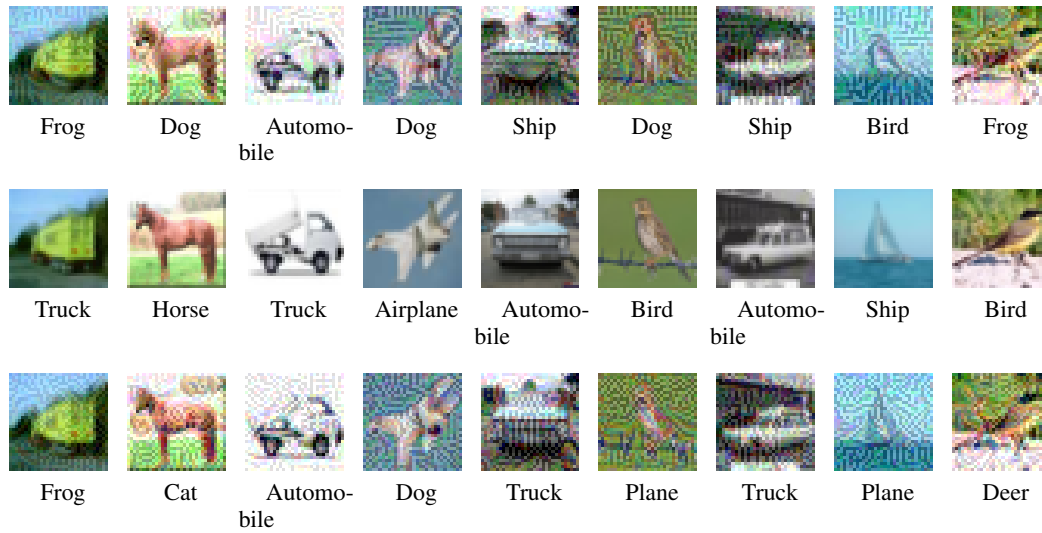 Frog Dog Automo- Dog Ship Dog Ship Bird Frog
bile
Truck Horse Truck Airplane Automo- Bird Automo- Ship Bird
bile bile
Frog Cat Automo- Dog Truck Plane Truck Plane Deer
bile